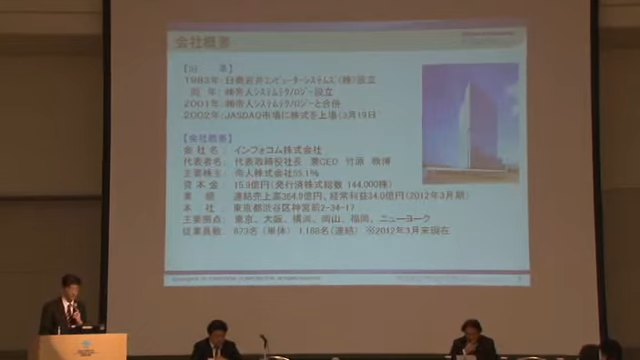 会社概要
【沿　革】
1983年:日商岩井コンピューターシステムズ(株)設立
同　年:㈱帝人システムテクノロジー設立
2001年:㈱帝人システムテクノロジーと合併
2002年:JASDAQ市場に株式を上場(3月19日)
【会社概要】
会 社 名: インフォコム株式会社
代表者名: 代表取締役社長　兼CEO　竹原　教博
主要株主: 帝人株式会社55.1%
資 本 金: 15.9億円(発行済株式総数 144,000株)
業　績: 連結売上高364.9億円、経常利益34.0億円(2012年3月期)
本　社: 東京都渋谷区神宮前2-34-17
主要拠点: 東京、大阪、横浜、岡山、福岡、ニューヨーク
従業員数: 673名(単体) 1,188名(連結) ※2012年3月末現在